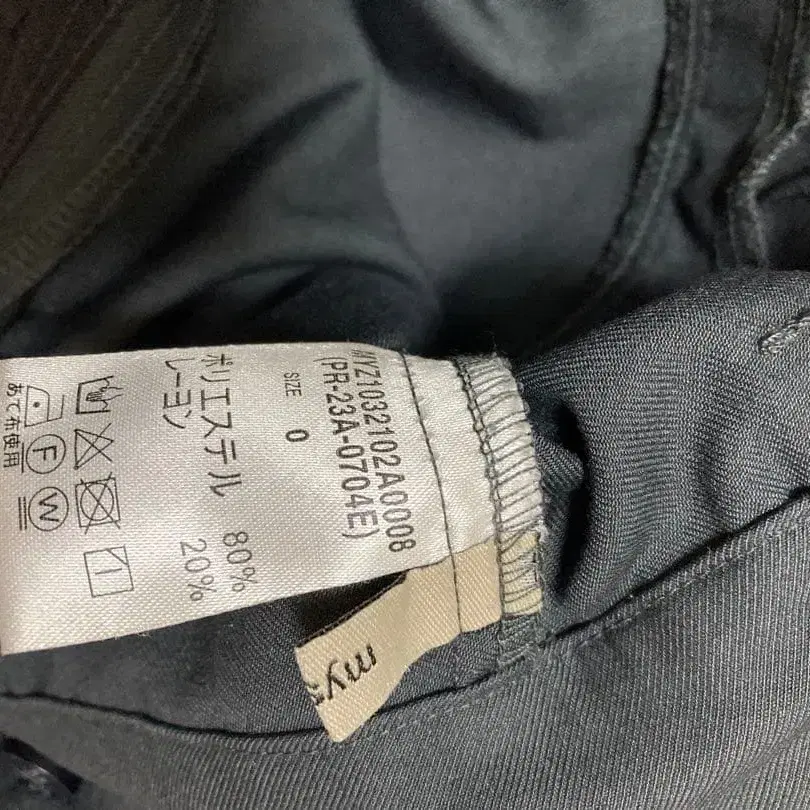 MYZ1032102A0008
(PR-23A-0704E)
SIZE 0
ポリエステル 80%
レーヨン 20%
F W
あて布使用
my